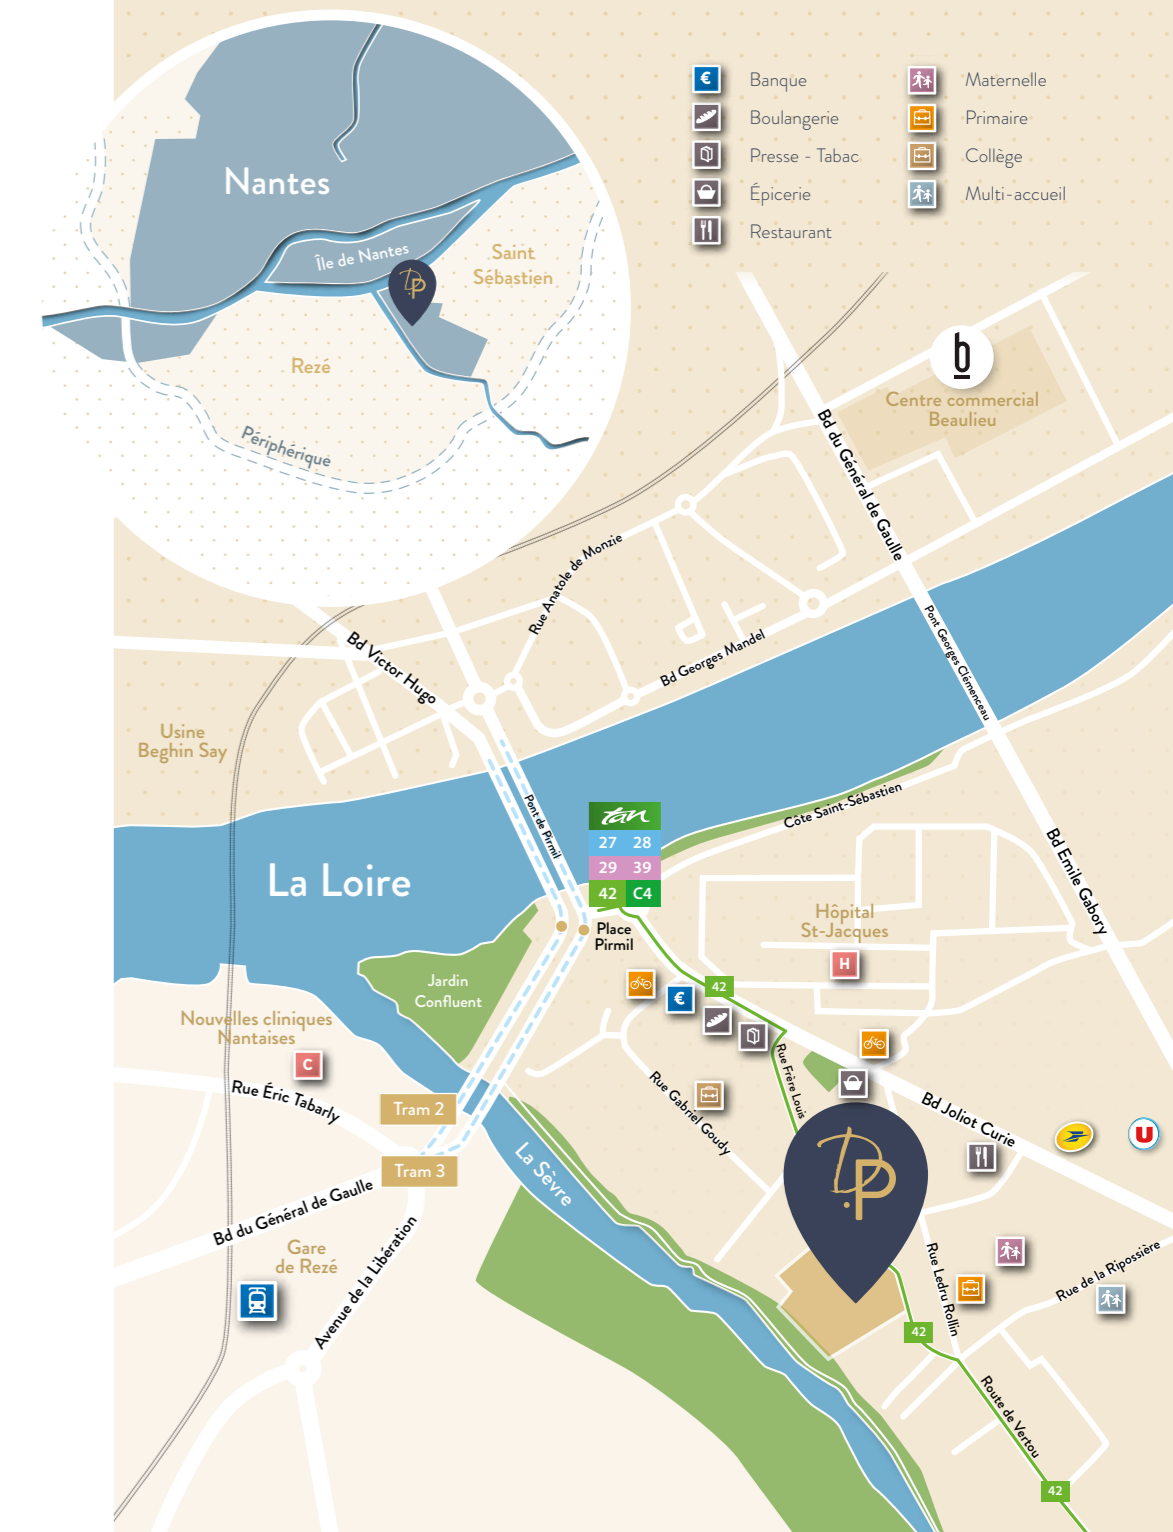 Nantes
Île de Nantes
Saint
Sébastien
DP
Rezé
Périphérique
€ Banque
Boulangerie
Presse - Tabac
Épicerie
Restaurant
Maternelle
Primaire
Collège
Multi-accueil
b
Centre commercial
Beaulieu
Bd du Général de Gaulle
Rue Anatole de Monzie
Bd Georges Mandel
Bd Victor Hugo
Pont Georges Clémenceau
Usine
Beghin Say
Pont de Pirmil
tan
27 28
29 39
42 C4
Côte Saint-Sébastien
Bd Emile Gabory
La Loire
Place
Pirmil
Hôpital
St-Jacques
H
Jardin
Confluent
42
€
Nouvelles cliniques
Nantaises
C
Rue Éric Tabarly
Rue Frère Louis
Rue Gabriel Goudy
Bd Joliot Curie
Tram 2
Tram 3
La Sèvre
DP
U
Bd du Général de Gaulle
Gare
de Rezé
Avenue de la Libération
Rue Ledru Rollin
Rue de la Ripossière
42
Route de Vertou
42